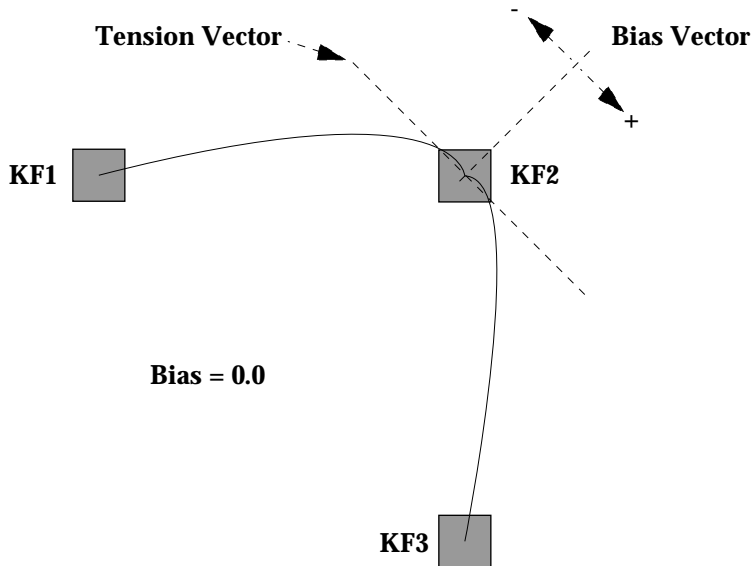 -
Tension Vector
Bias Vector
+
KF1
KF2
Bias = 0.0
KF3